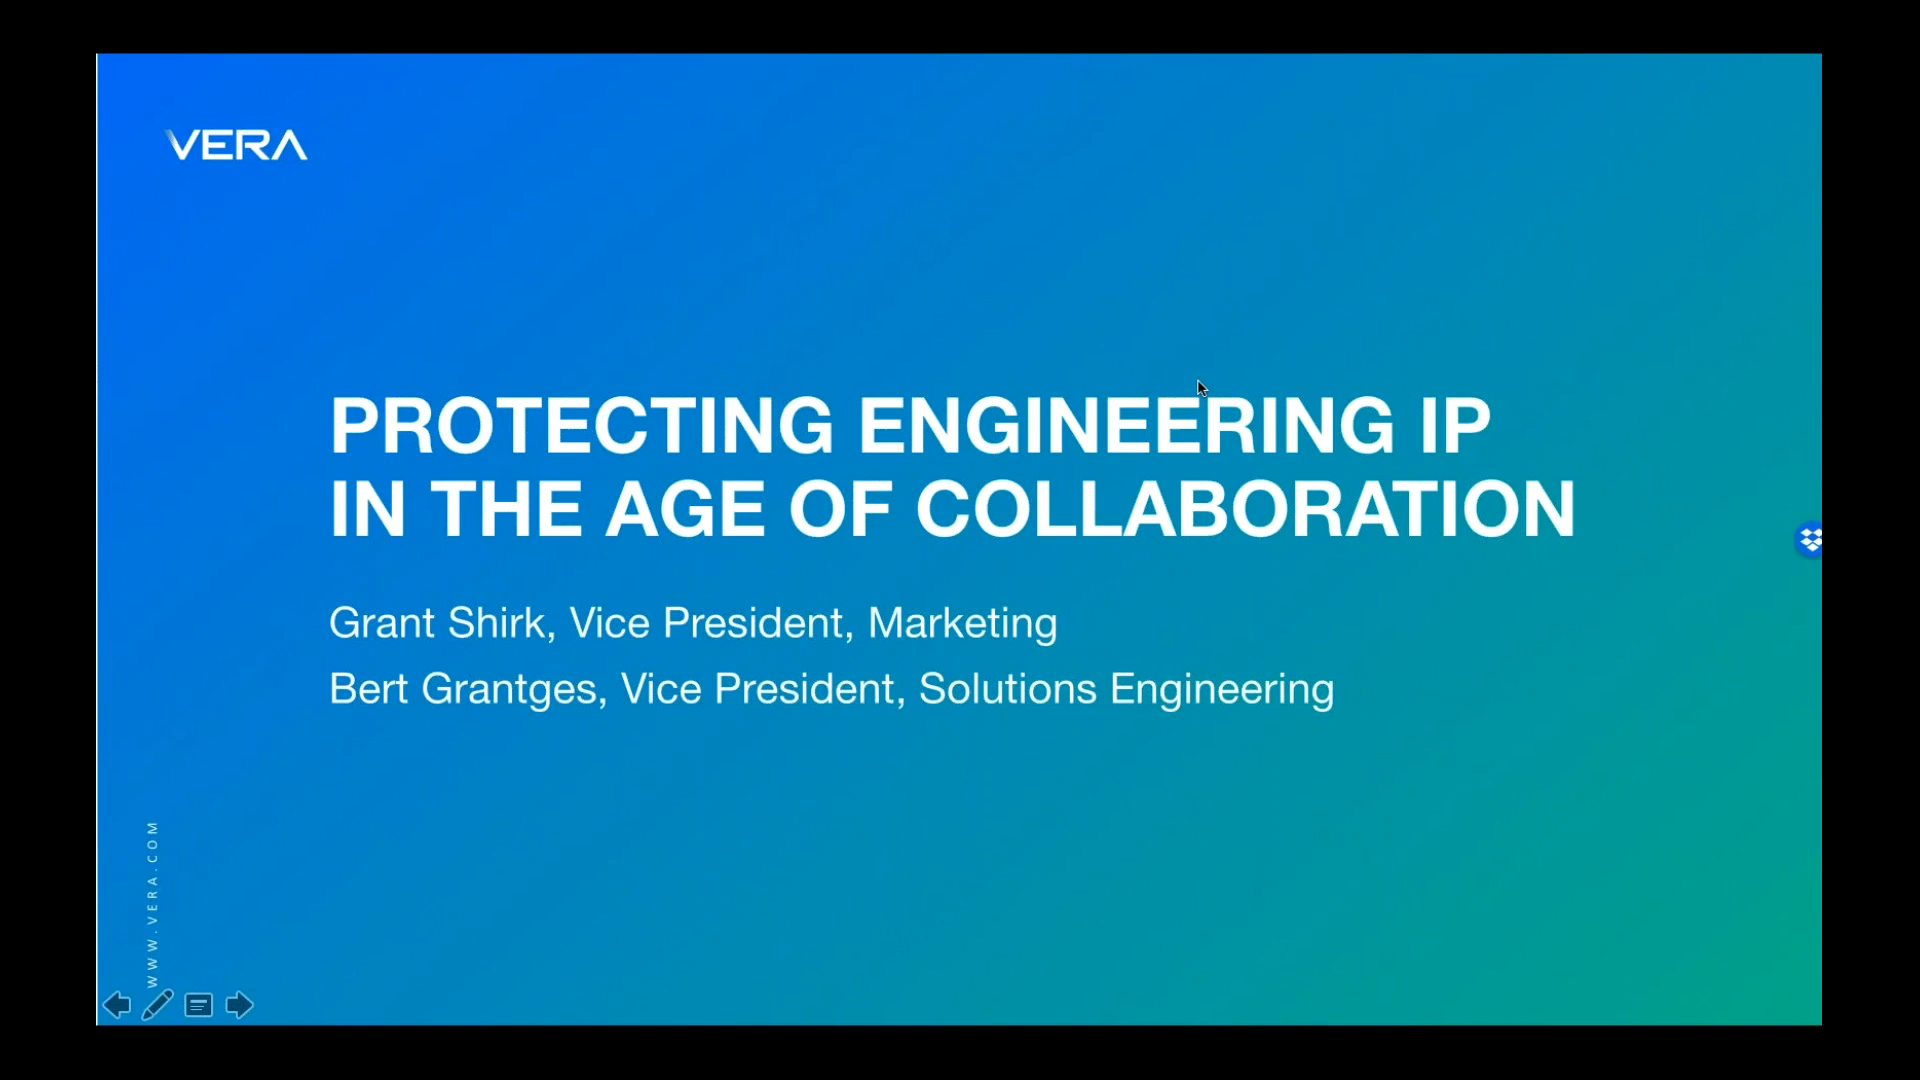 VERA
PROTECTING ENGINEERING IP
IN THE AGE OF COLLABORATION
Grant Shirk, Vice President, Marketing
Bert Grantges, Vice President, Solutions Engineering
WWW.VERA.COM